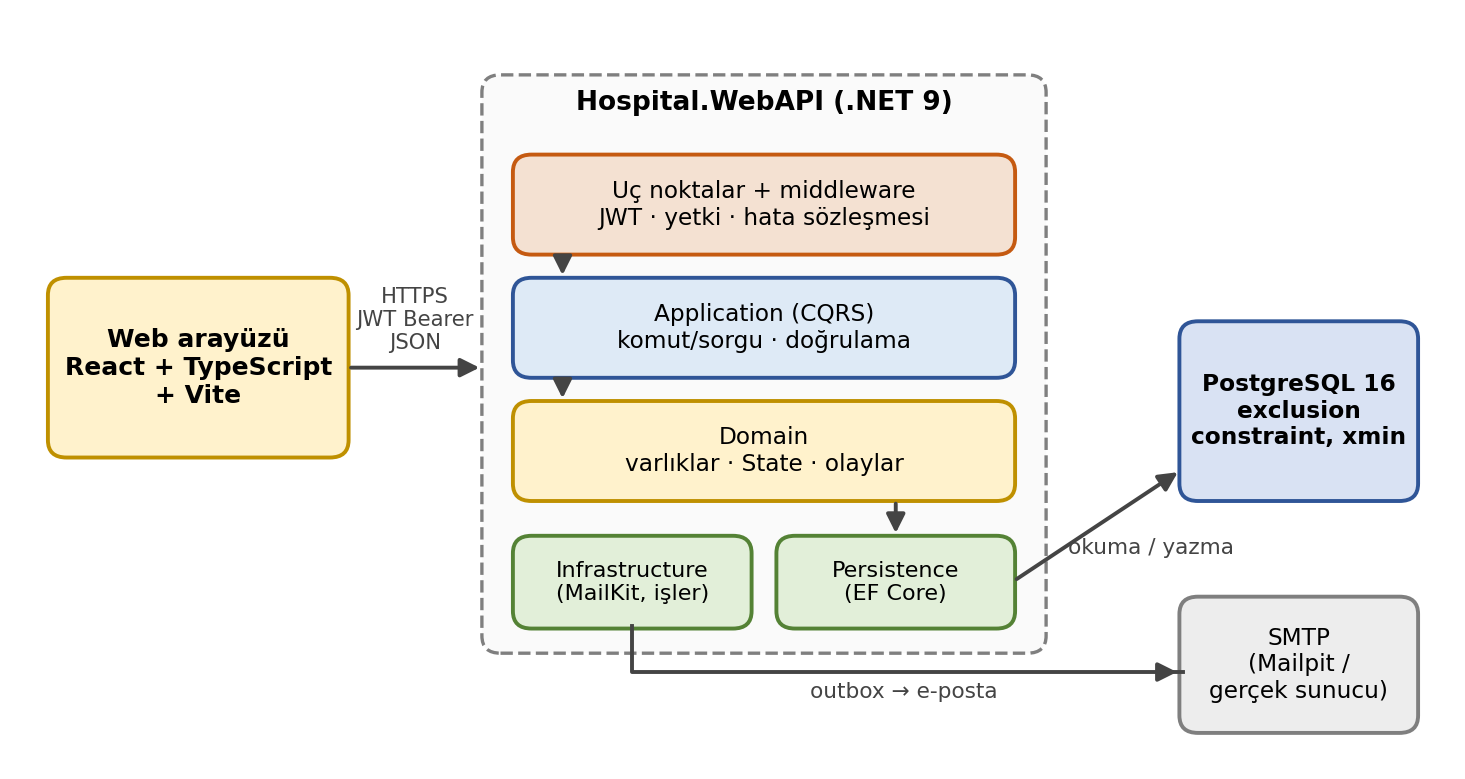 Hospital.WebAPI (.NET 9)
Uç noktalar + middleware
JWT · yetki · hata sözleşmesi
Web arayüzü
React + TypeScript
+ Vite
HTTPS
JWT Bearer
JSON
Application (CQRS)
komut/sorgu · doğrulama
Domain
varlıklar · State · olaylar
Infrastructure
(MailKit, işler)
Persistence
(EF Core)
PostgreSQL 16
exclusion
constraint, xmin
okuma / yazma
SMTP
(Mailpit /
gerçek sunucu)
outbox → e-posta